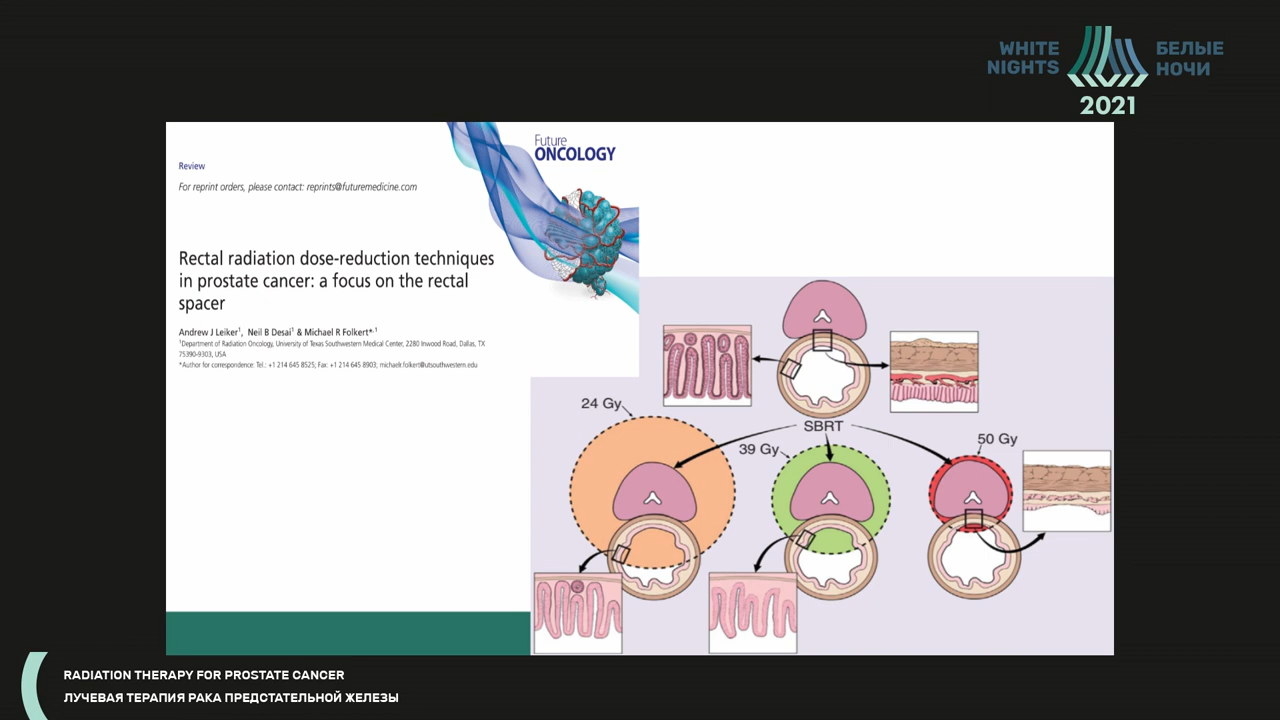 WHITE
NIGHTS
БЕЛЫЕ
НОЧИ
2021
Future
ONCOLOGY
Review
For reprint orders, please contact: reprints@futuremedicine.com
Rectal radiation dose-reduction techniques
in prostate cancer: a focus on the rectal
spacer
Andrew J Leiker¹, Neil B Desai¹ & Michael R Folkert*,¹
¹Department of Radiation Oncology, University of Texas Southwestern Medical Center, 2280 Inwood Road, Dallas, TX
75390-9303, USA
*Author for correspondence: Tel.: +1 214 645 8525; Fax: +1 214 645 8903; michaelr.folkert@utsouthwestern.edu
24 Gy
SBRT
39 Gy
50 Gy
RADIATION THERAPY FOR PROSTATE CANCER
ЛУЧЕВАЯ ТЕРАПИЯ РАКА ПРЕДСТАТЕЛЬНОЙ ЖЕЛЕЗЫ